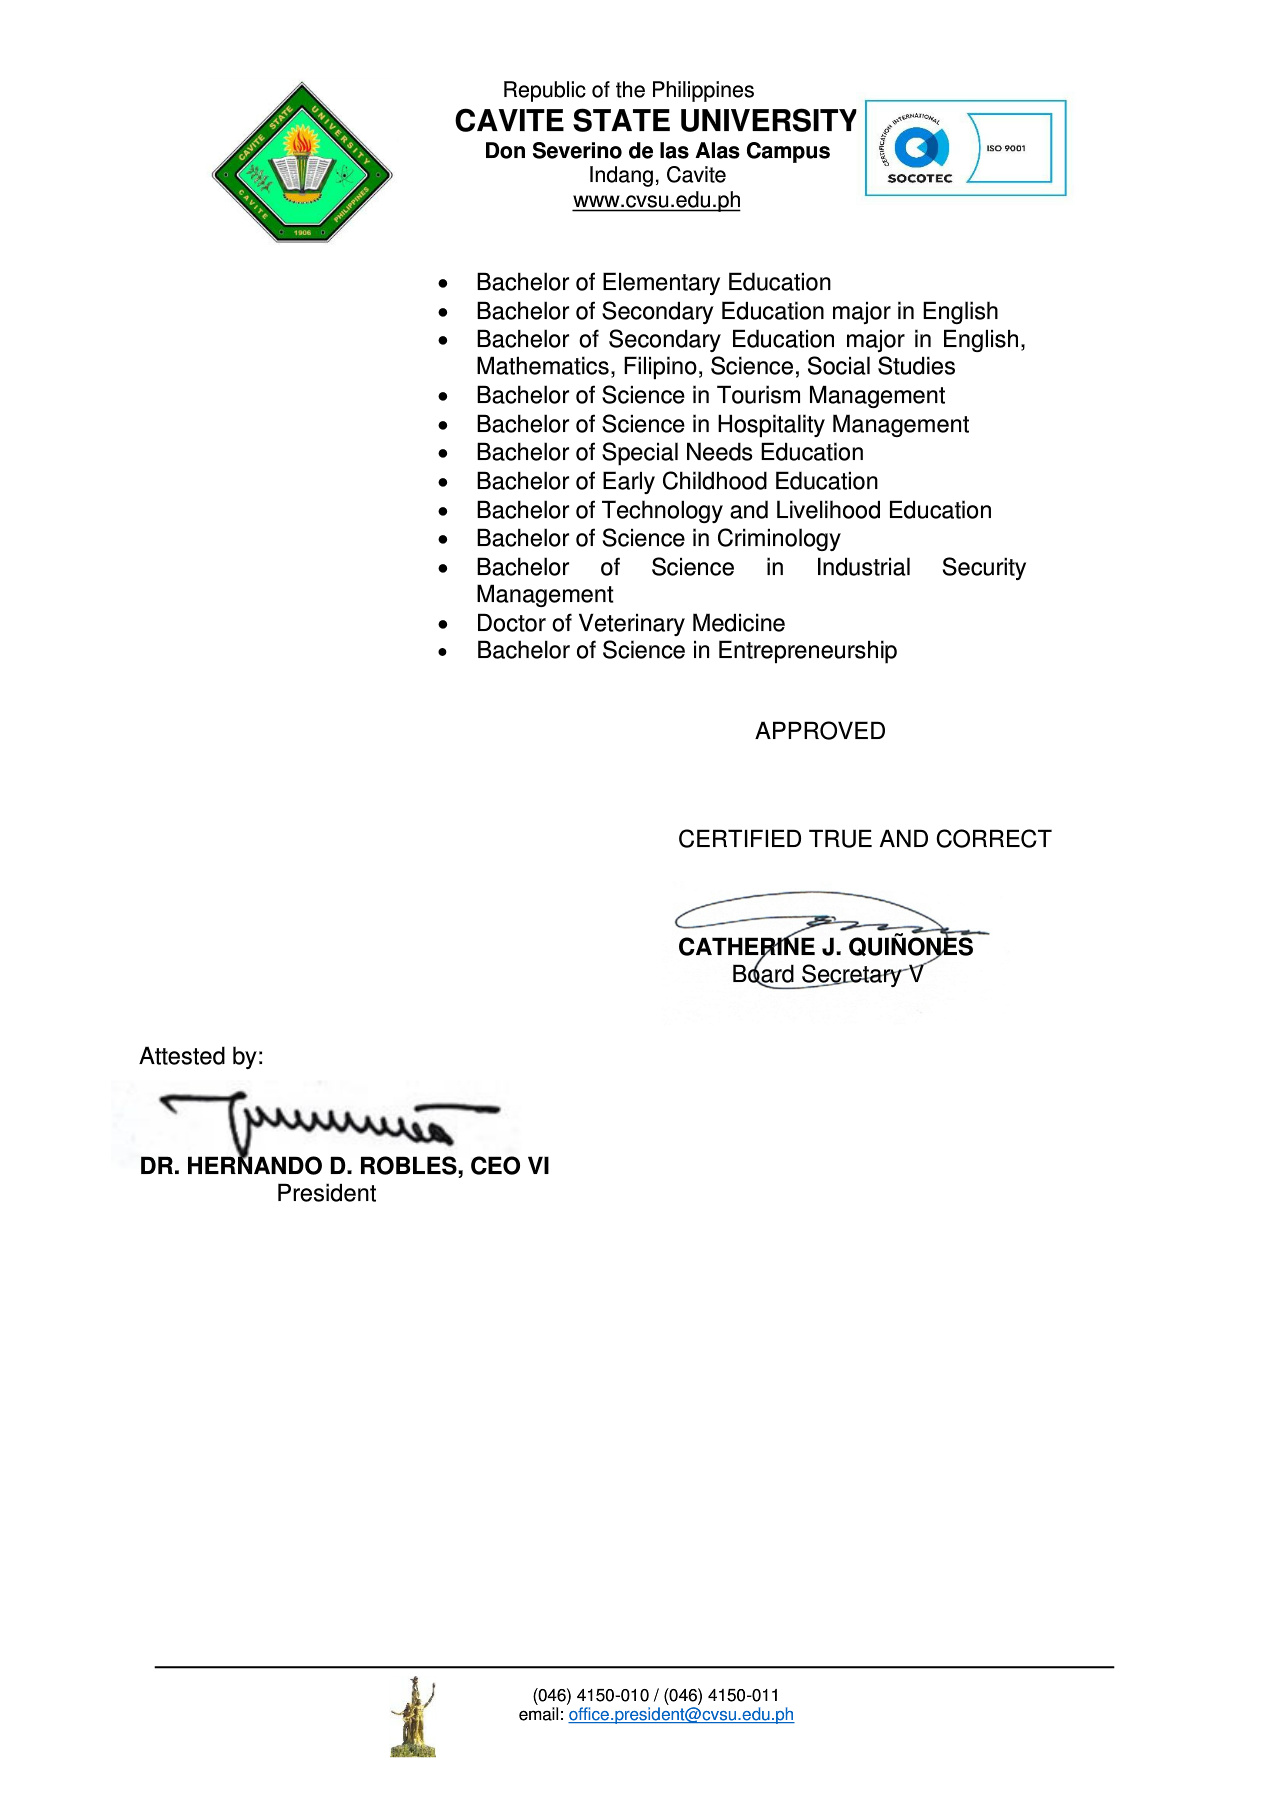 Republic of the Philippines
CAVITE STATE UNIVERSITY
Don Severino de las Alas Campus
Indang, Cavite
www.cvsu.edu.ph
CAVITE STATE UNIVERSITY
CAVITE PHILIPPINES
1906
CERTIFICATION INTERNATIONAL
SOCOTEC
ISO 9001
• Bachelor of Elementary Education
• Bachelor of Secondary Education major in English
• Bachelor of Secondary Education major in English,
Mathematics, Filipino, Science, Social Studies
• Bachelor of Science in Tourism Management
• Bachelor of Science in Hospitality Management
• Bachelor of Special Needs Education
• Bachelor of Early Childhood Education
• Bachelor of Technology and Livelihood Education
• Bachelor of Science in Criminology
• Bachelor of Science in Industrial Security
Management
• Doctor of Veterinary Medicine
• Bachelor of Science in Entrepreneurship
APPROVED
CERTIFIED TRUE AND CORRECT
CATHERINE J. QUIÑONES
Board Secretary V
Attested by:
DR. HERNANDO D. ROBLES, CEO VI
President
(046) 4150-010 / (046) 4150-011
email: office.president@cvsu.edu.ph